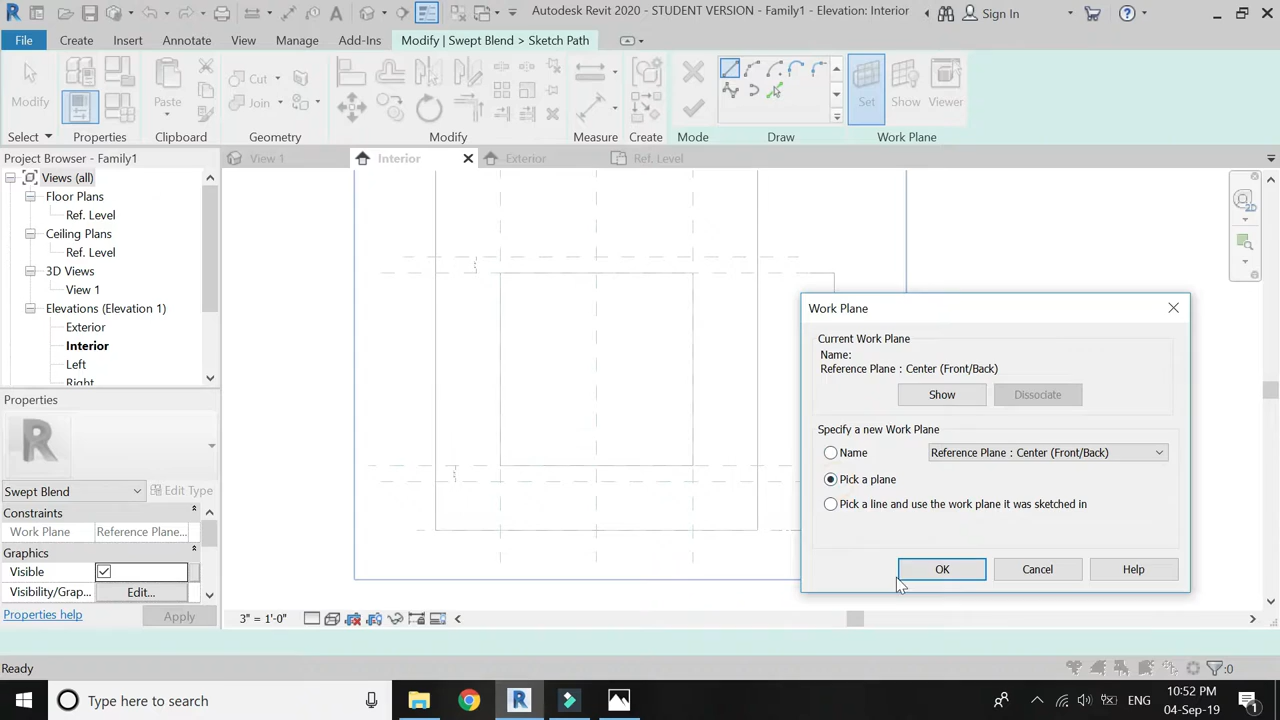 Autodesk Revit 2020 - STUDENT VERSION - Family1 - Elevation: Interior
Sign In
File
Create
Insert
Annotate
View
Manage
Add-Ins
Modify | Swept Blend > Sketch Path
Modify
Paste
Cut
Join
Set
Show
Viewer
Select
Properties
Clipboard
Geometry
Modify
Measure
Create
Mode
Draw
Work Plane
Project Browser - Family1
View 1
Interior
Exterior
Ref. Level
Views (all)
Floor Plans
Ref. Level
Ceiling Plans
Ref. Level
3D Views
View 1
Elevations (Elevation 1)
Exterior
Interior
Left
Right
Properties
Swept Blend
Edit Type
Constraints
Work Plane
Reference Plane...
Graphics
Visible
Visibility/Grap...
Edit...
Properties help
Apply
Work Plane
Current Work Plane
Name:
Reference Plane : Center (Front/Back)
Show
Dissociate
Specify a new Work Plane
Name
Reference Plane : Center (Front/Back)
Pick a plane
Pick a line and use the work plane it was sketched in
OK
Cancel
Help
3" = 1'-0"
Ready
:0
Type here to search
ENG
10:52 PM
04-Sep-19
1